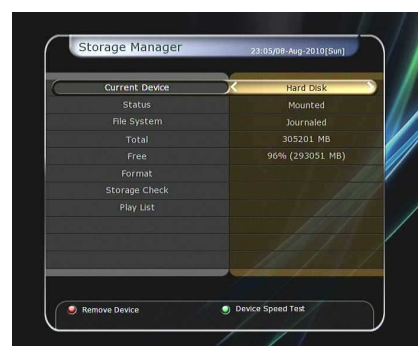 Storage Manager 23:05/08-Aug-2010[Sun]
Current Device Hard Disk
Status Mounted
File System Journaled
Total 305201 MB
Free 96% (293051 MB)
Format
Storage Check
Play List
Remove Device Device Speed Test